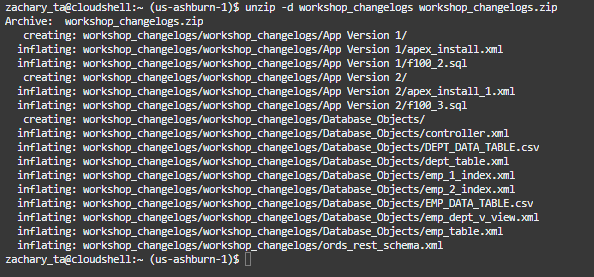 zachary_ta@cloudshell:~ (us-ashburn-1)$ unzip -d workshop_changelogs workshop_changelogs.zip
Archive:  workshop_changelogs.zip
   creating: workshop_changelogs/workshop_changelogs/App Version 1/
  inflating: workshop_changelogs/workshop_changelogs/App Version 1/apex_install.xml
  inflating: workshop_changelogs/workshop_changelogs/App Version 1/f100_2.sql
   creating: workshop_changelogs/workshop_changelogs/App Version 2/
  inflating: workshop_changelogs/workshop_changelogs/App Version 2/apex_install_1.xml
  inflating: workshop_changelogs/workshop_changelogs/App Version 2/f100_3.sql
   creating: workshop_changelogs/workshop_changelogs/Database_Objects/
  inflating: workshop_changelogs/workshop_changelogs/Database_Objects/controller.xml
  inflating: workshop_changelogs/workshop_changelogs/Database_Objects/DEPT_DATA_TABLE.csv
  inflating: workshop_changelogs/workshop_changelogs/Database_Objects/dept_table.xml
  inflating: workshop_changelogs/workshop_changelogs/Database_Objects/emp_1_index.xml
  inflating: workshop_changelogs/workshop_changelogs/Database_Objects/emp_2_index.xml
  inflating: workshop_changelogs/workshop_changelogs/Database_Objects/EMP_DATA_TABLE.csv
  inflating: workshop_changelogs/workshop_changelogs/Database_Objects/emp_dept_v_view.xml
  inflating: workshop_changelogs/workshop_changelogs/Database_Objects/emp_table.xml
  inflating: workshop_changelogs/workshop_changelogs/ords_rest_schema.xml
zachary_ta@cloudshell:~ (us-ashburn-1)$